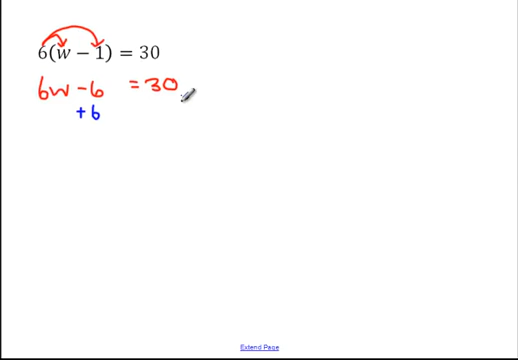 6(w − 1) = 30
6w - 6 = 30
+ 6
Extend Page